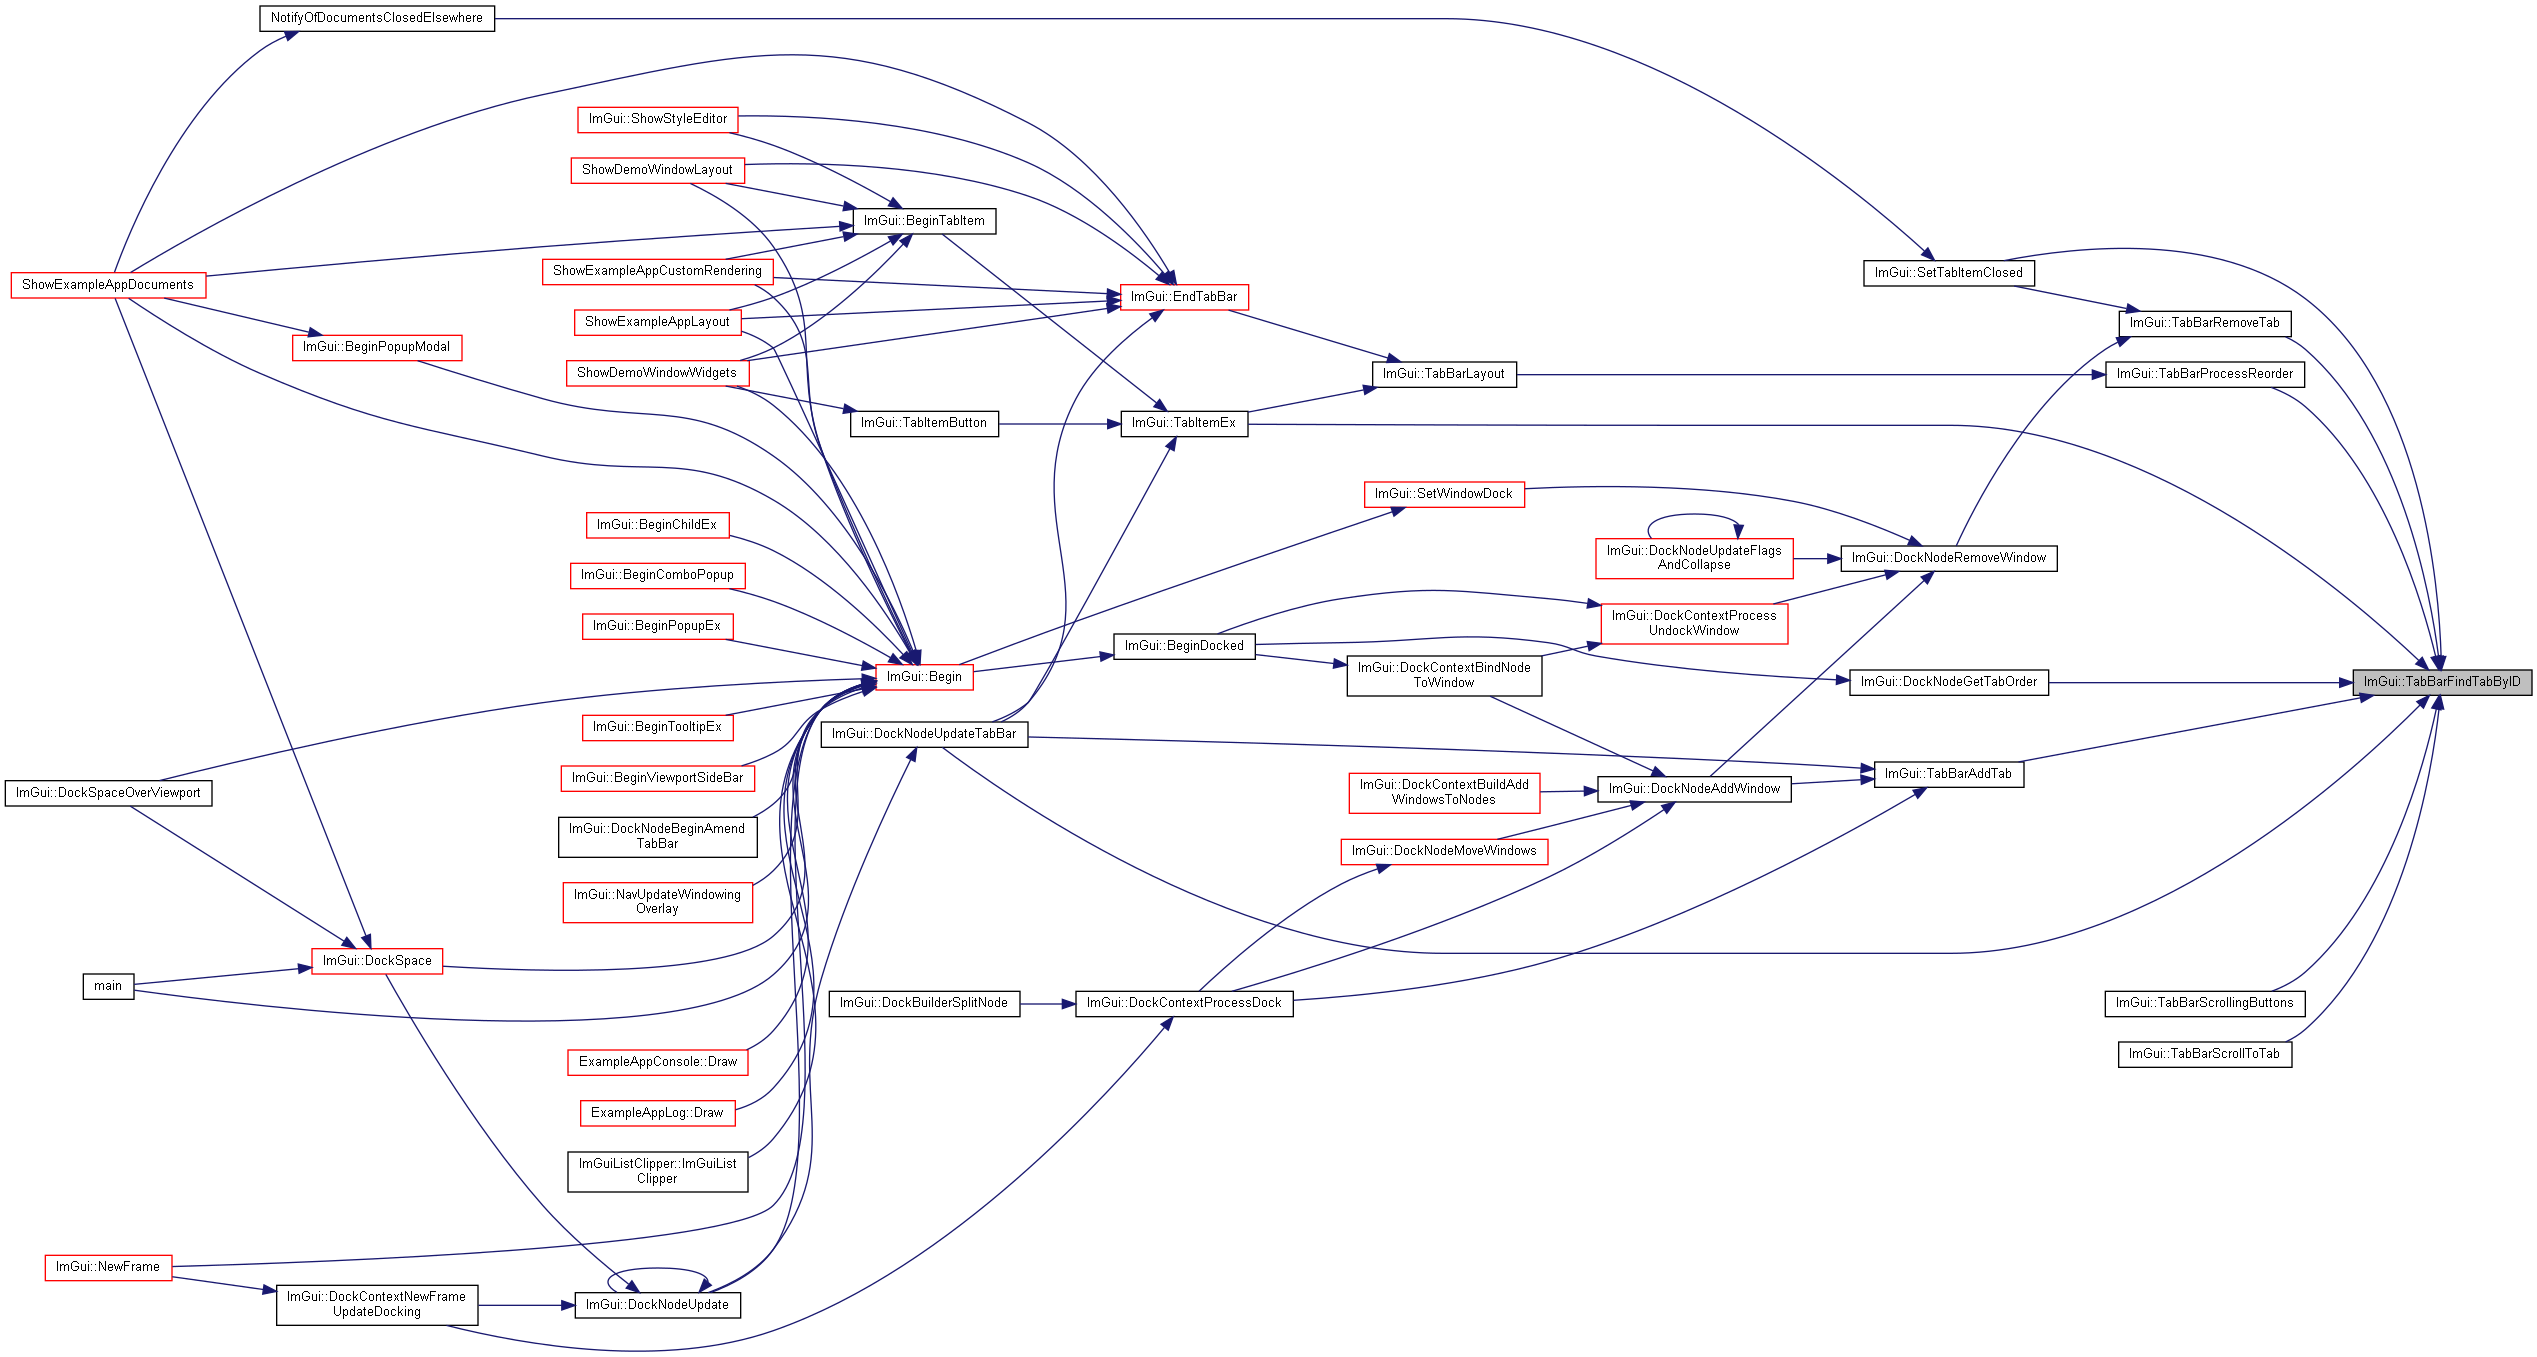 NotifyOfDocumentsClosedElsewhere
ImGui::ShowStyleEditor
ShowDemoWindowLayout
ImGui::BeginTabItem
ShowExampleAppCustomRendering
ImGui::SetTabItemClosed
ShowExampleAppDocuments
ImGui::EndTabBar
ShowExampleAppLayout
ImGui::TabBarRemoveTab
ImGui::BeginPopupModal
ShowDemoWindowWidgets
ImGui::TabBarLayout
ImGui::TabBarProcessReorder
ImGui::TabItemButton
ImGui::TabItemEx
ImGui::SetWindowDock
ImGui::BeginChildEx
ImGui::DockNodeUpdateFlags
AndCollapse
ImGui::DockNodeRemoveWindow
ImGui::BeginComboPopup
ImGui::BeginPopupEx
ImGui::DockContextProcess
UndockWindow
ImGui::BeginDocked
ImGui::Begin
ImGui::DockContextBindNode
ToWindow
ImGui::DockNodeGetTabOrder
ImGui::TabBarFindTabByID
ImGui::BeginTooltipEx
ImGui::DockNodeUpdateTabBar
ImGui::BeginViewportSideBar
ImGui::TabBarAddTab
ImGui::DockSpaceOverViewport
ImGui::DockContextBuildAdd
WindowsToNodes
ImGui::DockNodeAddWindow
ImGui::DockNodeBeginAmend
TabBar
ImGui::DockNodeMoveWindows
ImGui::NavUpdateWindowing
Overlay
ImGui::DockSpace
main
ImGui::DockBuilderSplitNode
ImGui::DockContextProcessDock
ImGui::TabBarScrollingButtons
ExampleAppConsole::Draw
ImGui::TabBarScrollToTab
ExampleAppLog::Draw
ImGuiListClipper::ImGuiList
Clipper
ImGui::NewFrame
ImGui::DockContextNewFrame
UpdateDocking
ImGui::DockNodeUpdate